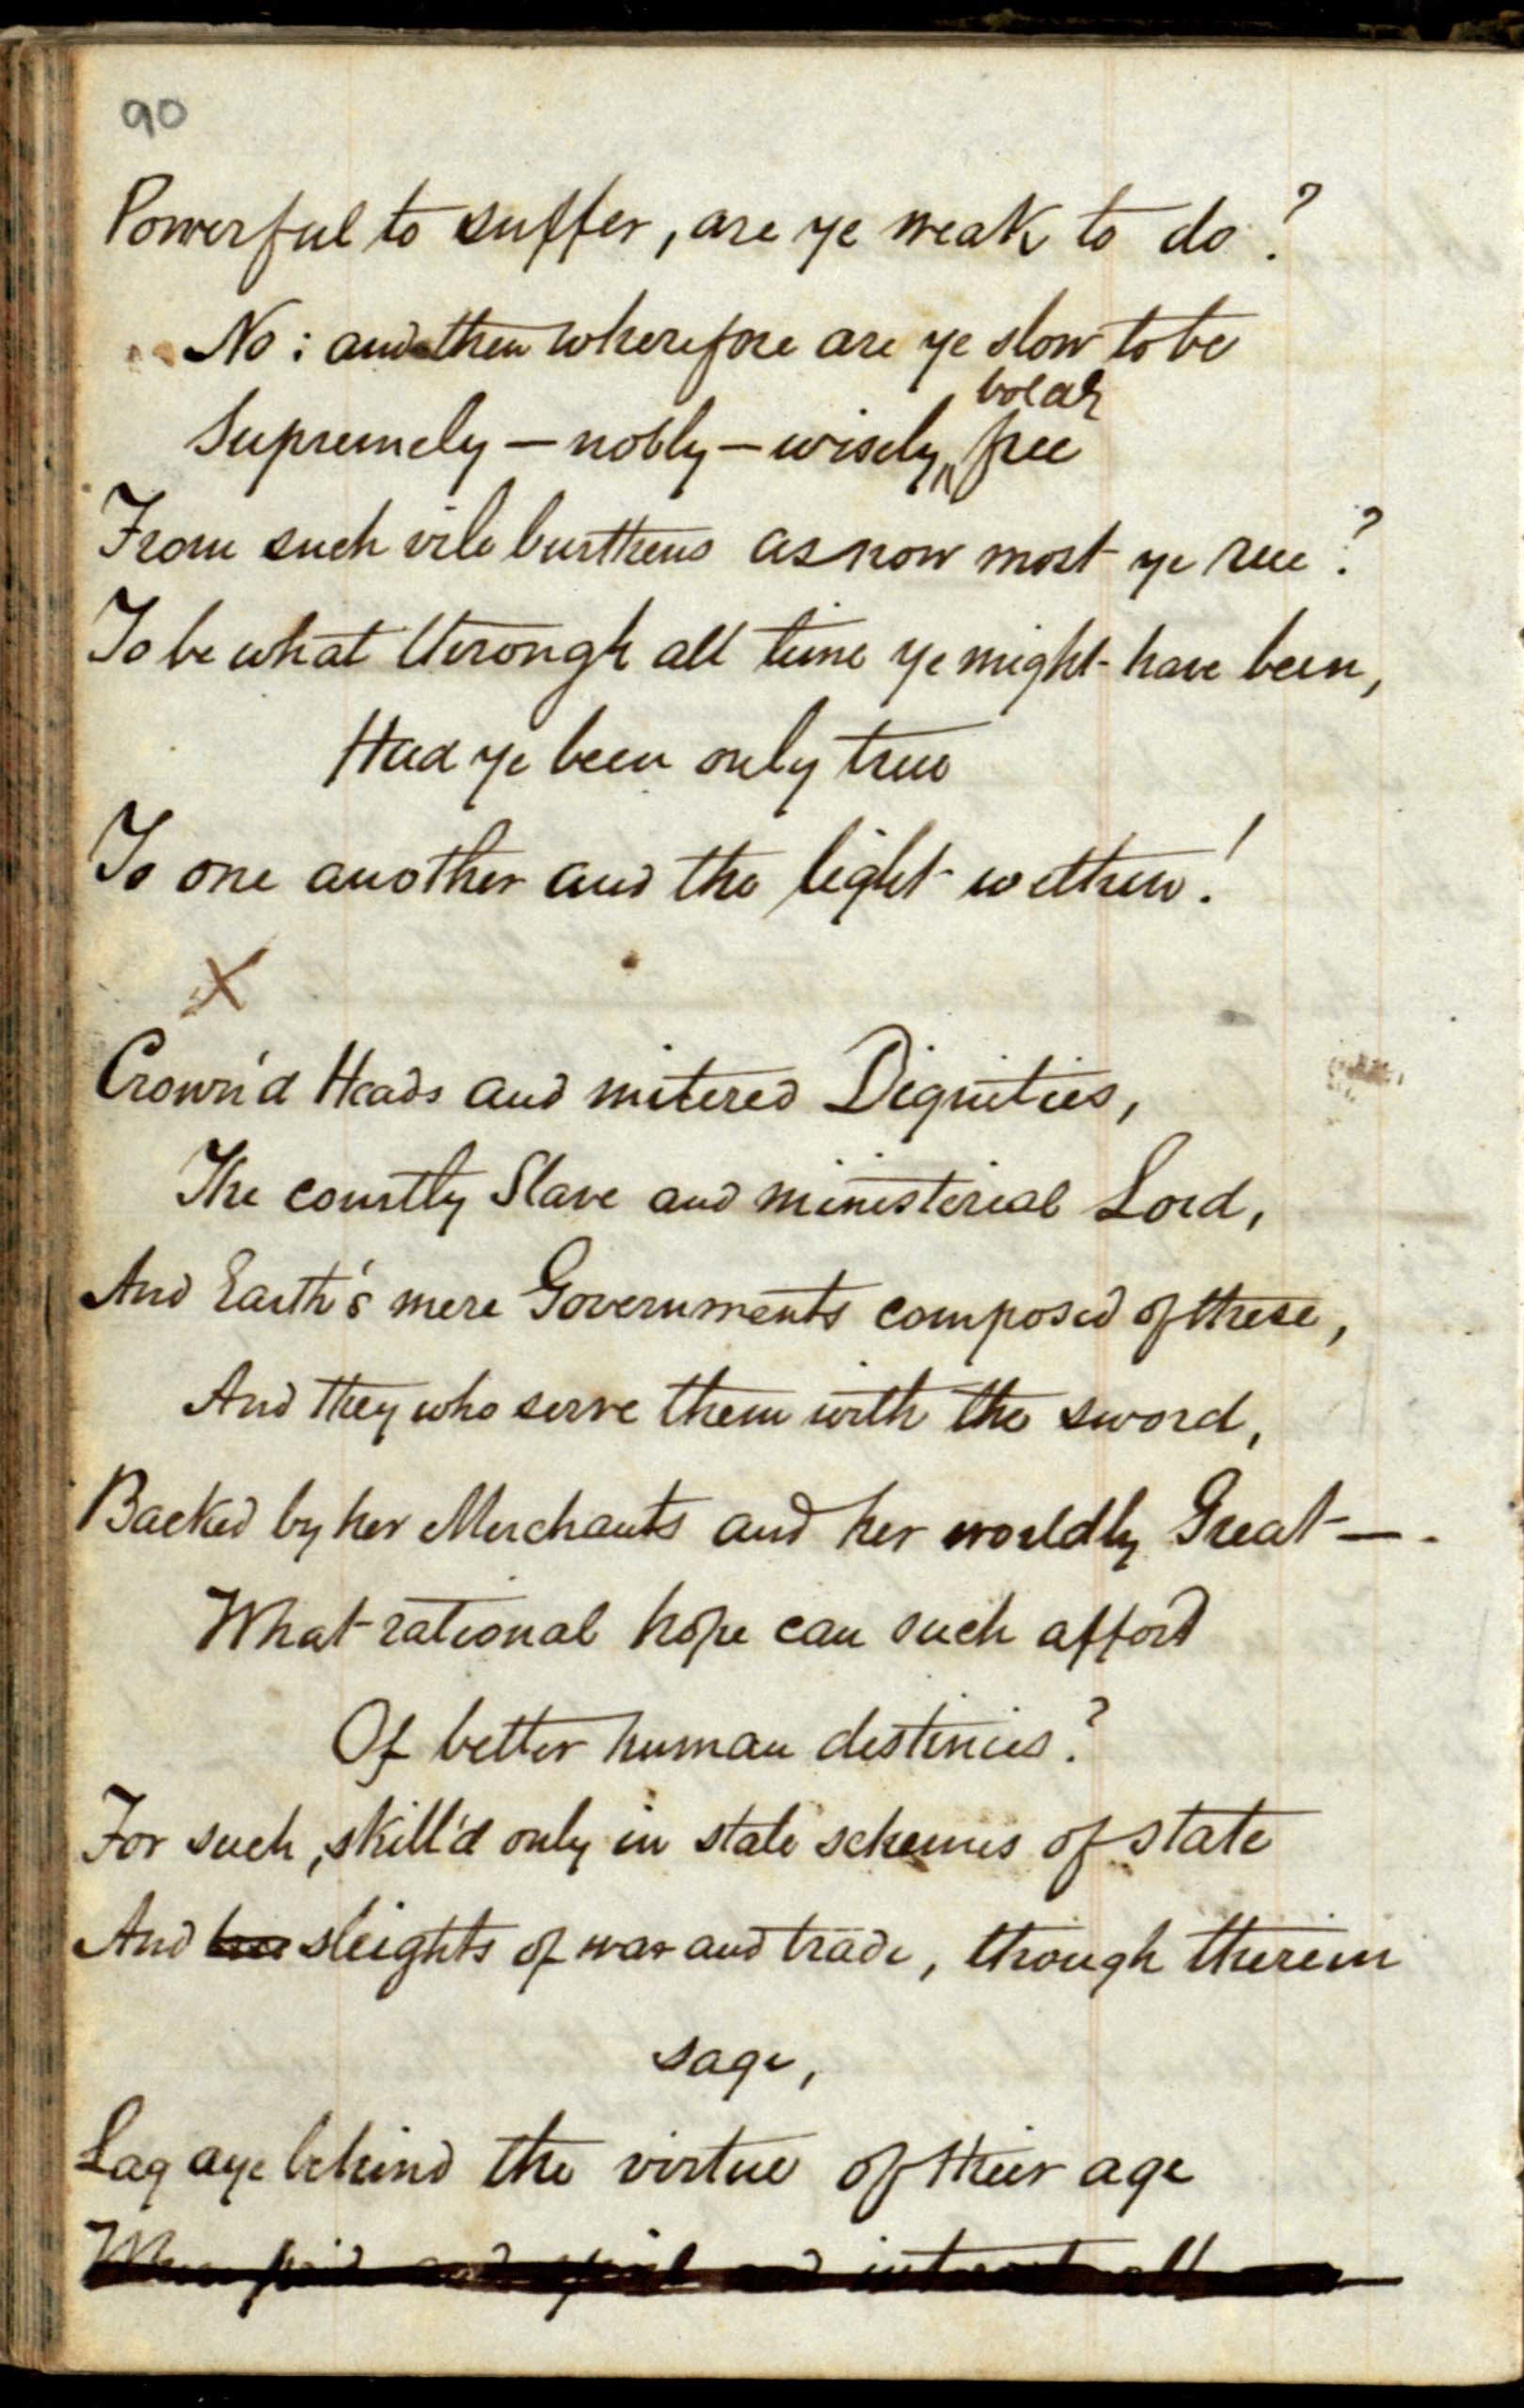 90
Powerful to suffer, are ye weak to do?
No: and then wherefore are ye slow to be
Supremely — nobly — wisely, free
From such vile burthens as now most ye rue?
To be what through all time ye might have been,
Had ye been only true
To one another and the light within!
X
Crown'd Heads and mitered Dignities,
The courtly Slave and ministerial Lord,
And Earth's mere Governments composed of these,
And they who serve them with the sword,
Backed by her Merchants and her worldly Great—.
What rational hope can such afford
Of better human destinies?
For such, skill'd only in stale schemes of state
And sleights of war and trade, though therein
sage,
Lag aye behind the virtue of their age